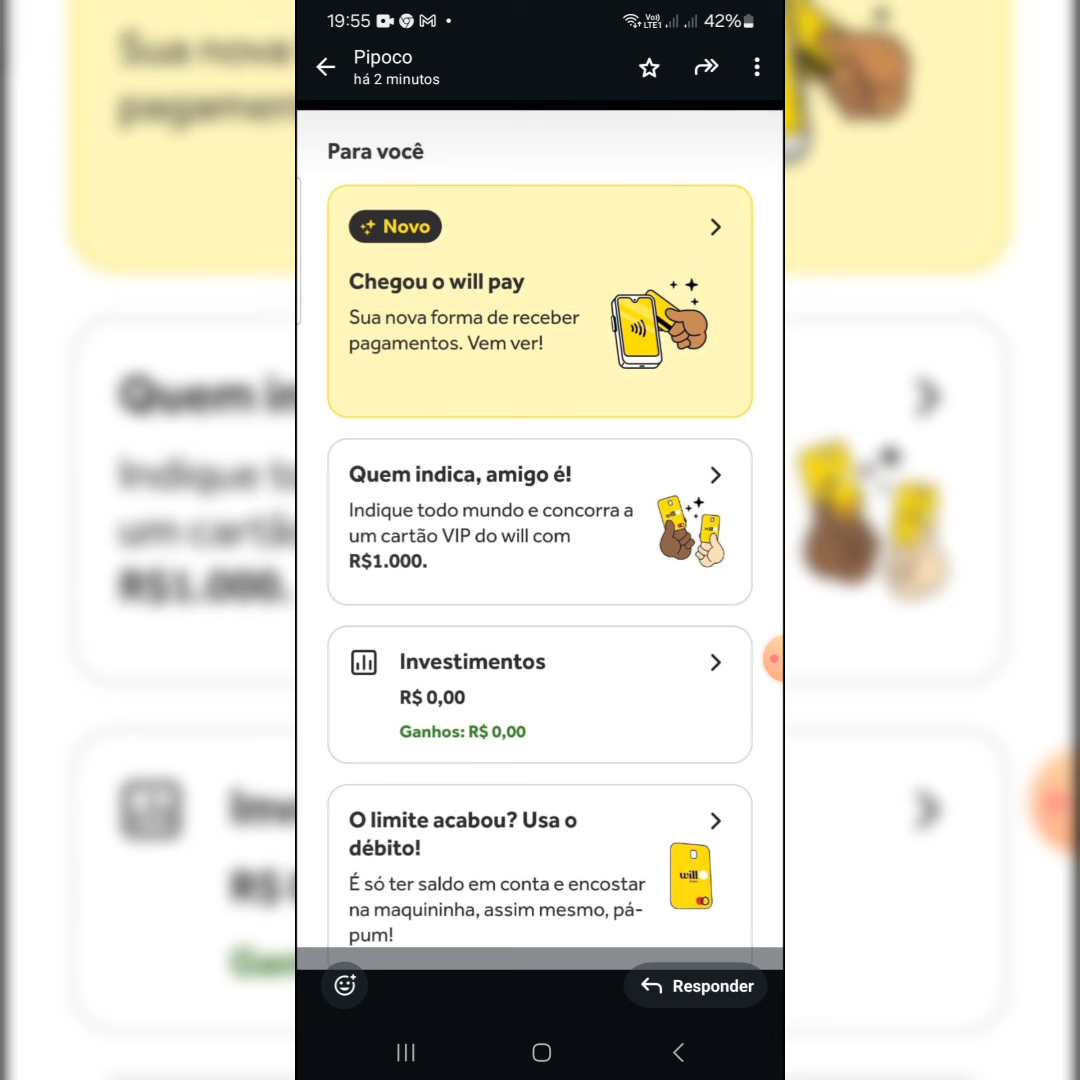 19:55
Vo)) LTE1 42%
Pipoco
há 2 minutos
Para você
Novo
Chegou o will pay
Sua nova forma de receber
pagamentos. Vem ver!
Quem indica, amigo é!
Indique todo mundo e concorra a
um cartão VIP do will com
R$1.000.
Investimentos
R$ 0,00
Ganhos: R$ 0,00
O limite acabou? Usa o
débito!
É só ter saldo em conta e encostar
na maquininha, assim mesmo, pá-
pum!
will
Responder